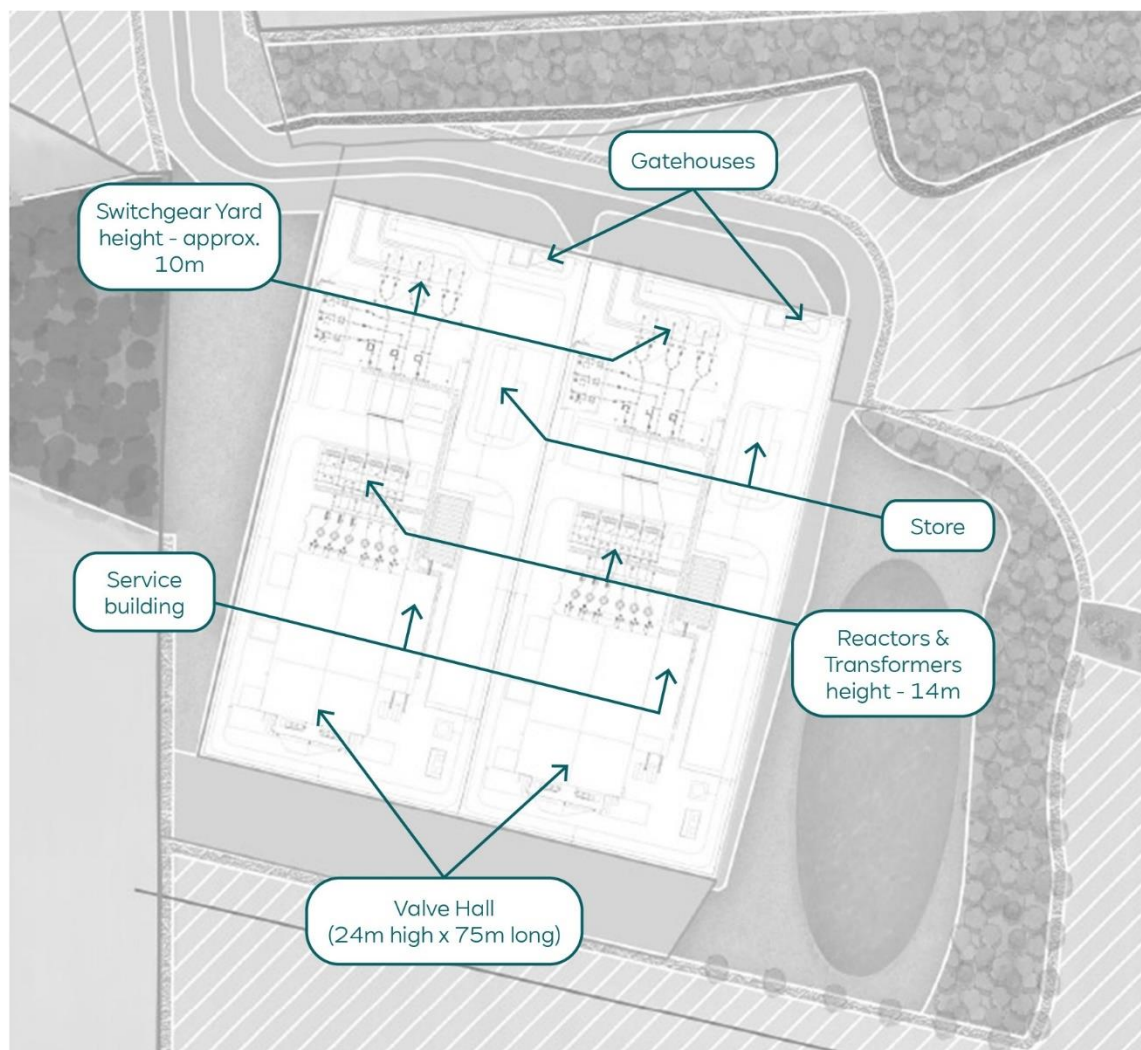 Gatehouses
Switchgear Yard
height - approx.
10m
Store
Service
building
Reactors &
Transformers
height - 14m
Valve Hall
(24m high x 75m long)